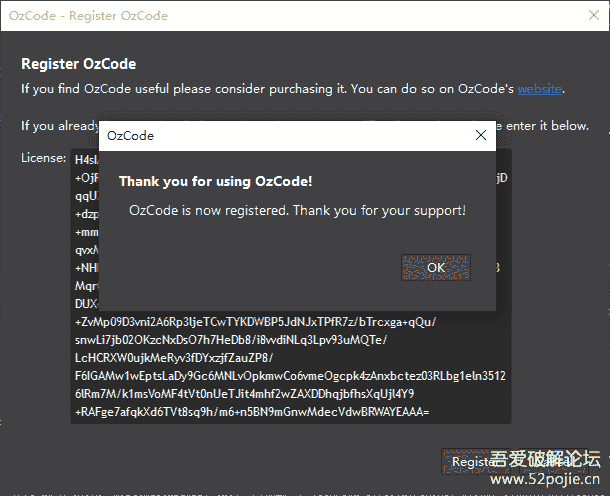 OzCode - Register OzCode
Register OzCode
If you find OzCode useful please consider purchasing it. You can do so on OzCode's website.
If you already
e enter it below.
OzCode
License:
Thank you for using OzCode!
OzCode is now registered. Thank you for your support!
OK
+ZvMp09D3vni2A6Rp3ljeTCwTYKDWBP5JdNJxTPfR7z/bTrcxga+qQu/
snwLi7jb02OKzcNxDsO7h7HeDb8/i8wdiNLq3Lpv93uMQTe/
LcHCRXW0ujkMeRyv3fDYxzjfZauZP8/
F6IGAMw1wEptsLaDy9Gc6MNLvOpkmwCo6vmeOgcpk4zAnxbctez03RLbg1eln3512
6lRm7M/k1msVoMF4tVt0nUeTJit4mhf2wZAXDDhqjbfhsXqUjl4Y9
+RAFge7afqkXd6TVt8sq9h/m6+n5BN9mGnwMdecVdwBRWAYEAAA=
Register
吾爱破解论坛
www.52pojie.cn